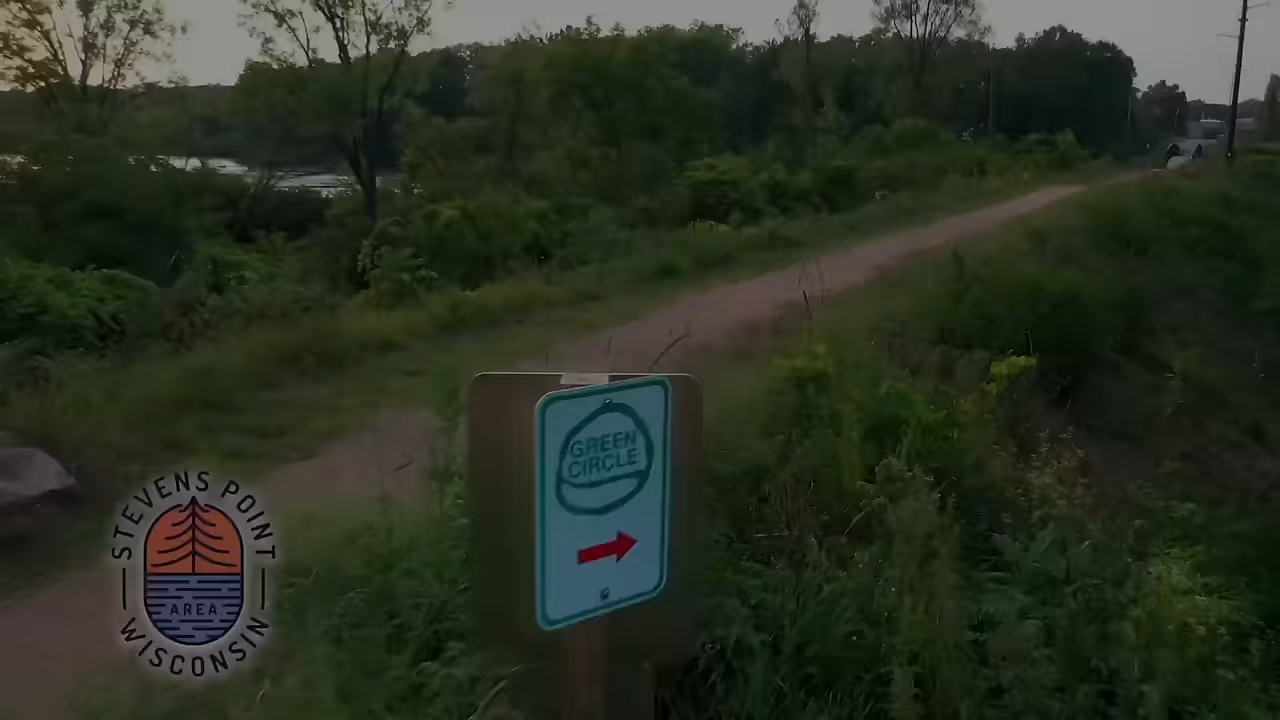 GREEN
CIRCLE
STEVENS POINT
AREA
WISCONSIN